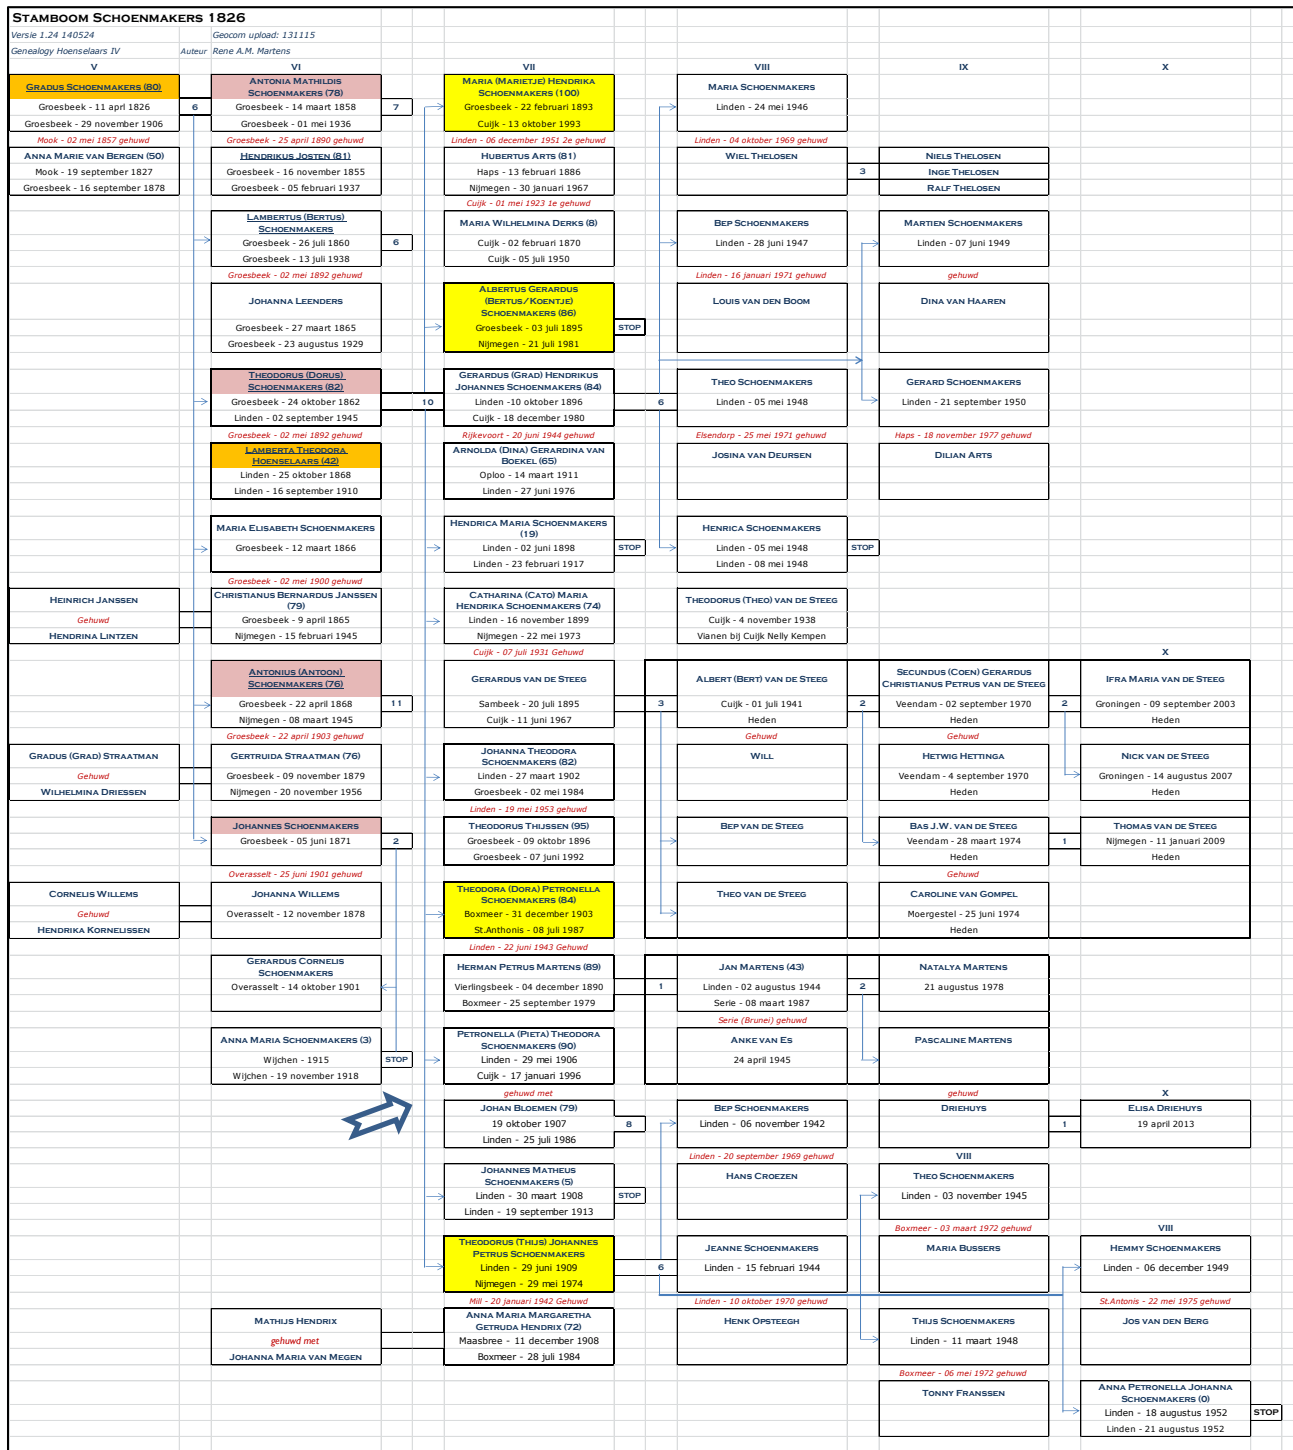 Stamboom Schoenmakers 1826
Versie 1.24 140524
Geocom upload: 131115
Genealogy Hoenselaars IV
Auteur
Rene A.M. Martens
V
VI
VII
VIII
IX
X
Gradus Schoenmakers (80)
Groesbeek - 11 aprl 1826
Groesbeek - 29 november 1906
6
Mook - 02 mei 1857 gehuwd
Anna Marie van Bergen (50)
Mook - 19 september 1827
Groesbeek - 16 september 1878
Heinrich Janssen
Gehuwd
Hendrina Lintzen
Gradus (Grad) Straatman
Gehuwd
Wilhelmina Driessen
Cornelis Willems
Gehuwd
Hendrika Kornelissen
Antonia Mathildis
Schoenmakers (78)
Groesbeek - 14 maart 1858
Groesbeek - 01 mei 1936
7
Groesbeek - 25 april 1890 gehuwd
Hendrikus Josten (81)
Groesbeek - 16 november 1855
Groesbeek - 05 februari 1937
Lambertus (Bertus)
Schoenmakers
Groesbeek - 26 juli 1860
Groesbeek - 13 juli 1938
6
Groesbeek - 02 mei 1892 gehuwd
Johanna Leenders
Groesbeek - 27 maart 1865
Groesbeek - 23 augustus 1929
Theodorus (Dorus)
Schoenmakers (82)
Groesbeek - 24 oktober 1862
Linden - 02 september 1945
10
Groesbeek - 02 mei 1892 gehuwd
Lamberta Theodora
Hoenselaars (42)
Linden - 25 oktober 1868
Linden - 16 september 1910
Maria Elisabeth Schoenmakers
Groesbeek - 12 maart 1866
Groesbeek - 02 mei 1900 gehuwd
Christianus Bernardus Janssen
(79)
Groesbeek - 9 april 1865
Nijmegen - 15 februari 1945
Antonius (Antoon)
Schoenmakers (76)
Groesbeek - 22 april 1868
Nijmegen - 08 maart 1945
11
Groesbeek - 22 april 1903 gehuwd
Gertruida Straatman (76)
Groesbeek - 09 november 1879
Nijmegen - 20 november 1956
Johannes Schoenmakers
Groesbeek - 05 juni 1871
2
Overasselt - 25 juni 1901 gehuwd
Johanna Willems
Overasselt - 12 november 1878
Gerardus Cornelis
Schoenmakers
Overasselt - 14 oktober 1901
Anna Maria Schoenmakers (3)
Wijchen - 1915
Wijchen - 19 november 1918
STOP
Mathijs Hendrix
gehuwd met
Johanna Maria van Megen
Maria (Marietje) Hendrika
Schoenmakers (100)
Groesbeek - 22 februari 1893
Cuijk - 13 oktober 1993
Linden - 06 december 1951 2e gehuwd
Hubertus Arts (81)
Haps - 13 februari 1886
Nijmegen - 30 januari 1967
Cuijk - 01 mei 1923 1e gehuwd
Maria Wilhelmina Derks (8)
Cuijk - 02 februari 1870
Cuijk - 05 juli 1950
Albertus Gerardus
(Bertus/Koentje)
Schoenmakers (86)
Groesbeek - 03 juli 1895
Nijmegen - 21 juli 1981
STOP
Gerardus (Grad) Hendrikus
Johannes Schoenmakers (84)
Linden -10 oktober 1896
Cuijk - 18 december 1980
6
Rijkevoort - 20 juni 1944 gehuwd
Arnolda (Dina) Gerardina van
Boekel (65)
Oploo - 14 maart 1911
Linden - 27 juni 1976
Hendrica Maria Schoenmakers
(19)
Linden - 02 juni 1898
Linden - 23 februari 1917
STOP
Catharina (Cato) Maria
Hendrika Schoenmakers (74)
Linden - 16 november 1899
Nijmegen - 22 mei 1973
Cuijk - 07 juli 1931 Gehuwd
Gerardus van de Steeg
Sambeek - 20 juli 1895
Cuijk - 11 juni 1967
3
Johanna Theodora
Schoenmakers (82)
Linden - 27 maart 1902
Groesbeek - 02 mei 1984
Linden - 19 mei 1953 gehuwd
Theodorus Thijssen (95)
Groesbeek - 09 oktobr 1896
Groesbeek - 07 juni 1992
Theodora (Dora) Petronella
Schoenmakers (84)
Boxmeer - 31 december 1903
St.Anthonis - 08 juli 1987
Linden - 22 juni 1943 Gehuwd
Herman Petrus Martens (89)
Vierlingsbeek - 04 december 1890
Boxmeer - 25 september 1979
1
Petronella (Pieta) Theodora
Schoenmakers (90)
Linden - 29 mei 1906
Cuijk - 17 januari 1996
gehuwd met
Johan Bloemen (79)
19 oktober 1907
Linden - 25 juli 1986
8
Johannes Matheus
Schoenmakers (5)
Linden - 30 maart 1908
Linden - 19 september 1913
STOP
Theodorus (Thijs) Johannes
Petrus Schoenmakers
Linden - 29 juni 1909
Nijmegen - 29 mei 1974
6
Mill - 20 januari 1942 Gehuwd
Anna Maria Margaretha
Getruda Hendrix (72)
Maasbree - 11 december 1908
Boxmeer - 28 juli 1984
Maria Schoenmakers
Linden - 24 mei 1946
Linden - 04 oktober 1969 gehuwd
Wiel Thelosen
3
Bep Schoenmakers
Linden - 28 juni 1947
Linden - 16 januari 1971 gehuwd
Louis van den Boom
Theo Schoenmakers
Linden - 05 mei 1948
Elsendorp - 25 mei 1971 gehuwd
Josina van Deursen
Henrica Schoenmakers
Linden - 05 mei 1948
Linden - 08 mei 1948
STOP
Theodorus (Theo) van de Steeg
Cuijk - 4 november 1938
Vianen bij Cuijk Nelly Kempen
Albert (Bert) van de Steeg
Cuijk - 01 juli 1941
Heden
2
Gehuwd
Will
Bep van de Steeg
Theo van de Steeg
Jan Martens (43)
Linden - 02 augustus 1944
Serie - 08 maart 1987
2
Serie (Brunei) gehuwd
Anke van Es
24 april 1945
Bep Schoenmakers
Linden - 06 november 1942
Linden - 20 september 1969 gehuwd
Hans Croezen
Jeanne Schoenmakers
Linden - 15 februari 1944
Linden - 10 oktober 1970 gehuwd
Henk Opsteegh
Niels Thelosen
Inge Thelosen
Ralf Thelosen
Martien Schoenmakers
Linden - 07 juni 1949
gehuwd
Dina van Haaren
Gerard Schoenmakers
Linden - 21 september 1950
Haps - 18 november 1977 gehuwd
Dilian Arts
Secundus (Coen) Gerardus
Christianus Petrus van de Steeg
Veendam - 02 september 1970
Heden
2
Gehuwd
Hetwig Hettinga
Veendam - 4 september 1970
Heden
Bas J.W. van de Steeg
Veendam - 28 maart 1974
Heden
1
Gehuwd
Caroline van Gompel
Moergestel - 25 juni 1974
Heden
Natalya Martens
21 augustus 1978
Pascaline Martens
gehuwd
Driehuys
1
VIII
Theo Schoenmakers
Linden - 03 november 1945
Boxmeer - 03 maart 1972 gehuwd
Maria Bussers
Thijs Schoenmakers
Linden - 11 maart 1948
Boxmeer - 06 mei 1972 gehuwd
Tonny Franssen
X
Ifra Maria van de Steeg
Groningen - 09 september 2003
Heden
Nick van de Steeg
Groningen - 14 augustus 2007
Heden
Thomas van de Steeg
Nijmegen - 11 januari 2009
Heden
X
Elisa Driehuys
19 april 2013
VIII
Hemmy Schoenmakers
Linden - 06 december 1949
St.Antonis - 22 mei 1975 gehuwd
Jos van den Berg
Anna Petronella Johanna
Schoenmakers (0)
Linden - 18 augustus 1952
Linden - 21 augustus 1952
STOP